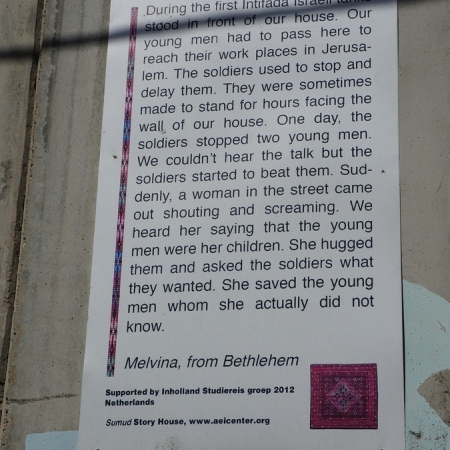 During the first Intifada Israeli tanks
stood in front of our house. Our
young men had to pass here to
reach their work places in Jerusa-
lem. The soldiers used to stop and
delay them. They were sometimes
made to stand for hours facing the
wall of our house. One day, the
soldiers stopped two young men.
We couldn't hear the talk but the
soldiers started to beat them. Sud-
denly, a woman in the street came
out shouting and screaming. We
heard her saying that the young
men were her children. She hugged
them and asked the soldiers what
they wanted. She saved the young
men whom she actually did not
know.
Melvina, from Bethlehem
Supported by Inholland Studiereis groep 2012
Netherlands
Sumud Story House, www.aeicenter.org